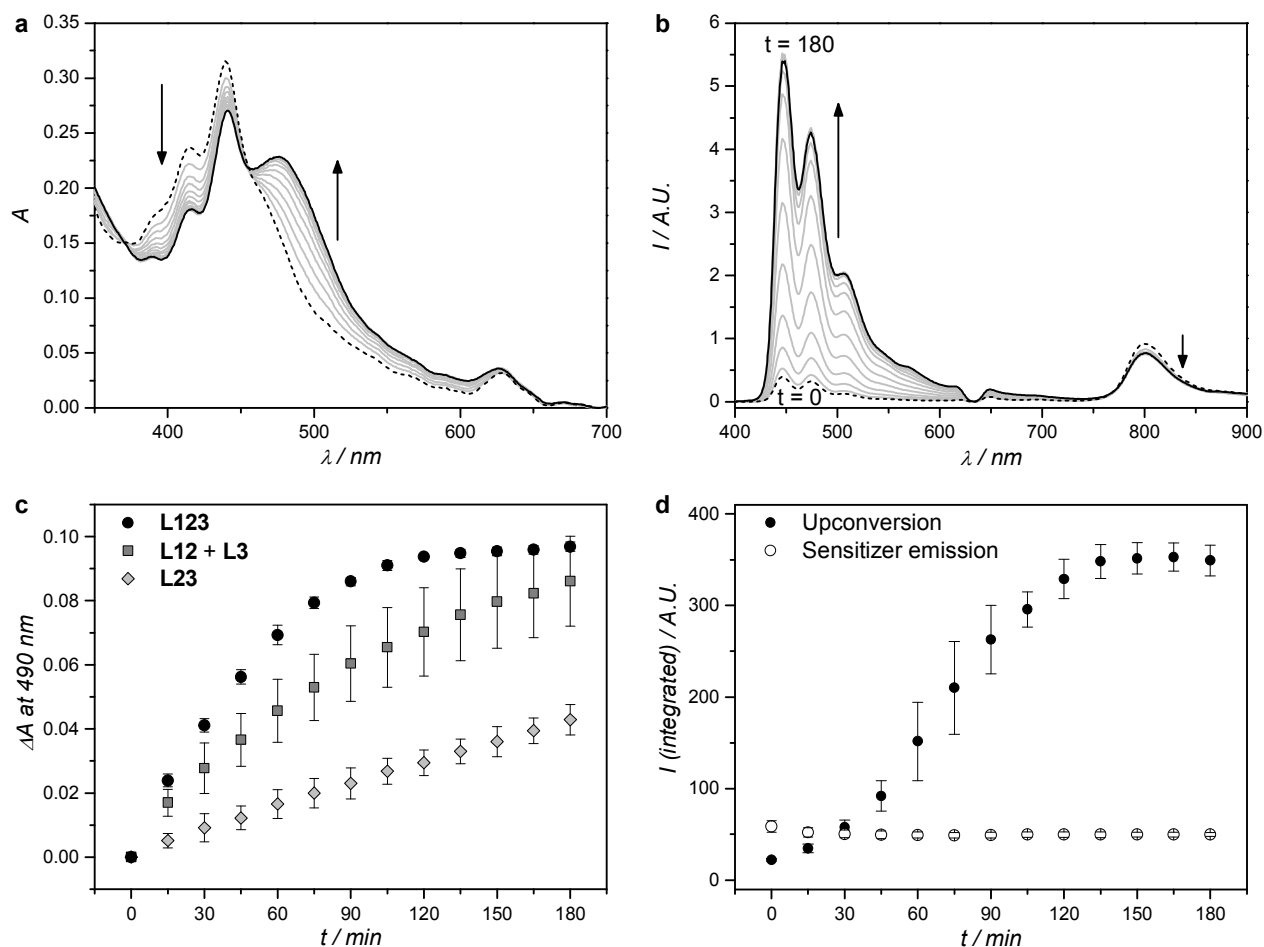 a
0.35
0.30
0.25
0.20
0.15
0.10
0.05
0.00
A
400 500 600 700
λ / nm
b
6
5
4
3
2
1
0
I / A.U.
t = 180
t = 0
400 500 600 700 800 900
λ / nm
c
L123
L12 + L3
L23
0.10
0.08
0.06
0.04
0.02
0.00
ΔA at 490 nm
0 30 60 90 120 150 180
t / min
d
Upconversion
Sensitizer emission
400
300
200
100
0
I (integrated) / A.U.
0 30 60 90 120 150 180
t / min